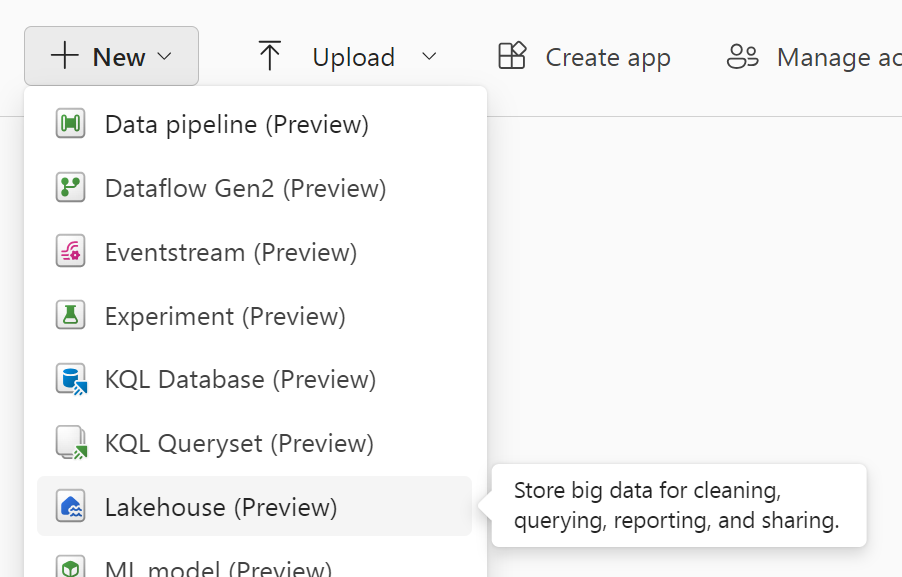 New
Upload
Create app
Manage ac
Data pipeline (Preview)
Dataflow Gen2 (Preview)
Eventstream (Preview)
Experiment (Preview)
KQL Database (Preview)
KQL Queryset (Preview)
Lakehouse (Preview)
Store big data for cleaning,
querying, reporting, and sharing.
ML model (Preview)